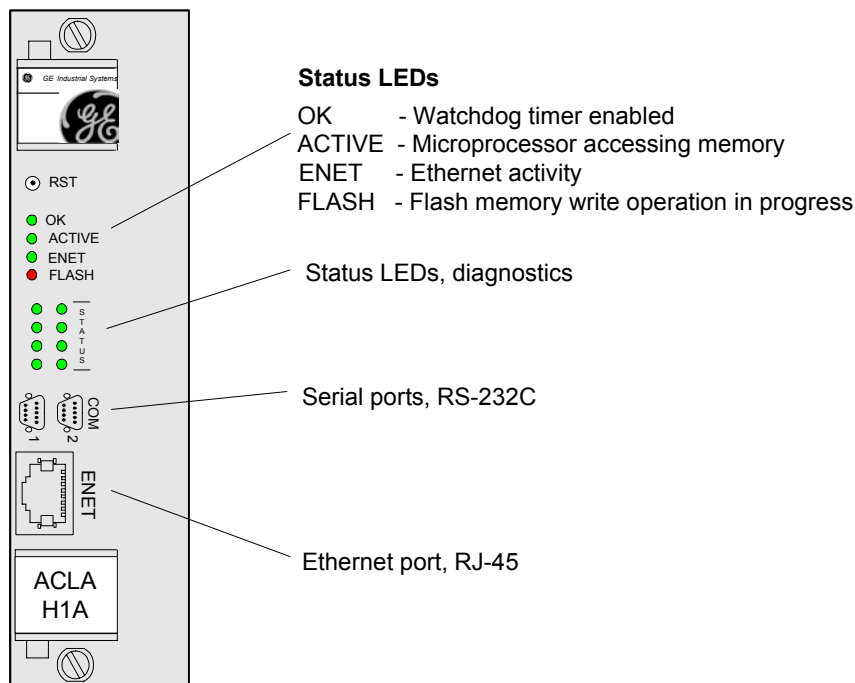 GE Industrial Systems
RST
OK
ACTIVE
ENET
FLASH
STATUS
COM
1
2
ENET
ACLA
H1A
Status LEDs
OK - Watchdog timer enabled
ACTIVE - Microprocessor accessing memory
ENET - Ethernet activity
FLASH - Flash memory write operation in progress
Status LEDs, diagnostics
Serial ports, RS-232C
Ethernet port, RJ-45